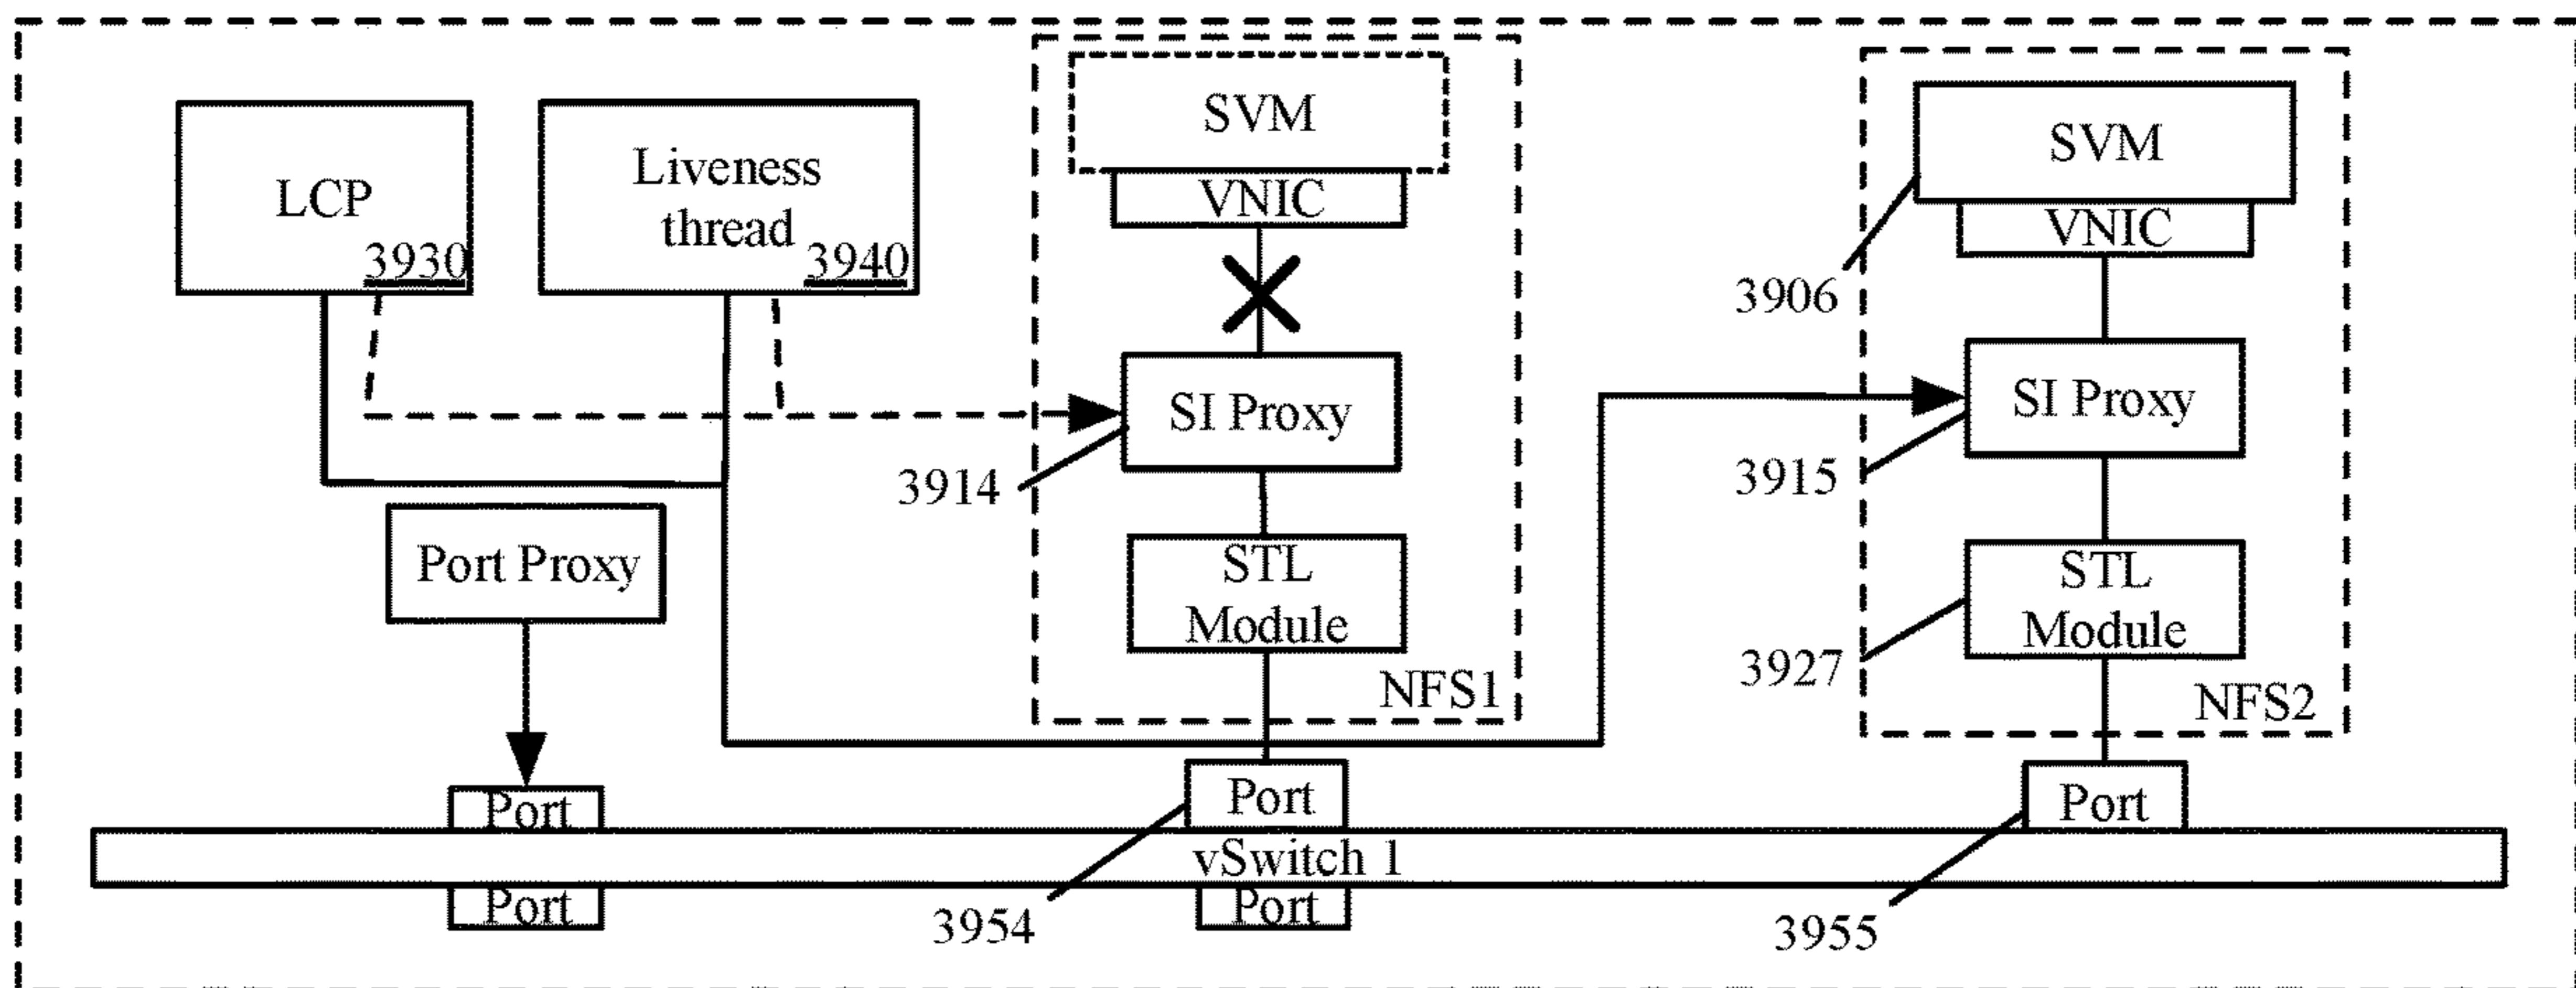 LCP
3930
Liveness
thread
3940
SVM
VNIC
SI Proxy
3914
STL
Module
NFS1
SVM
VNIC
3906
SI Proxy
3915
STL
Module
3927
NFS2
Port Proxy
Port
Port
Port
vSwitch 1
Port
Port
3954
3955